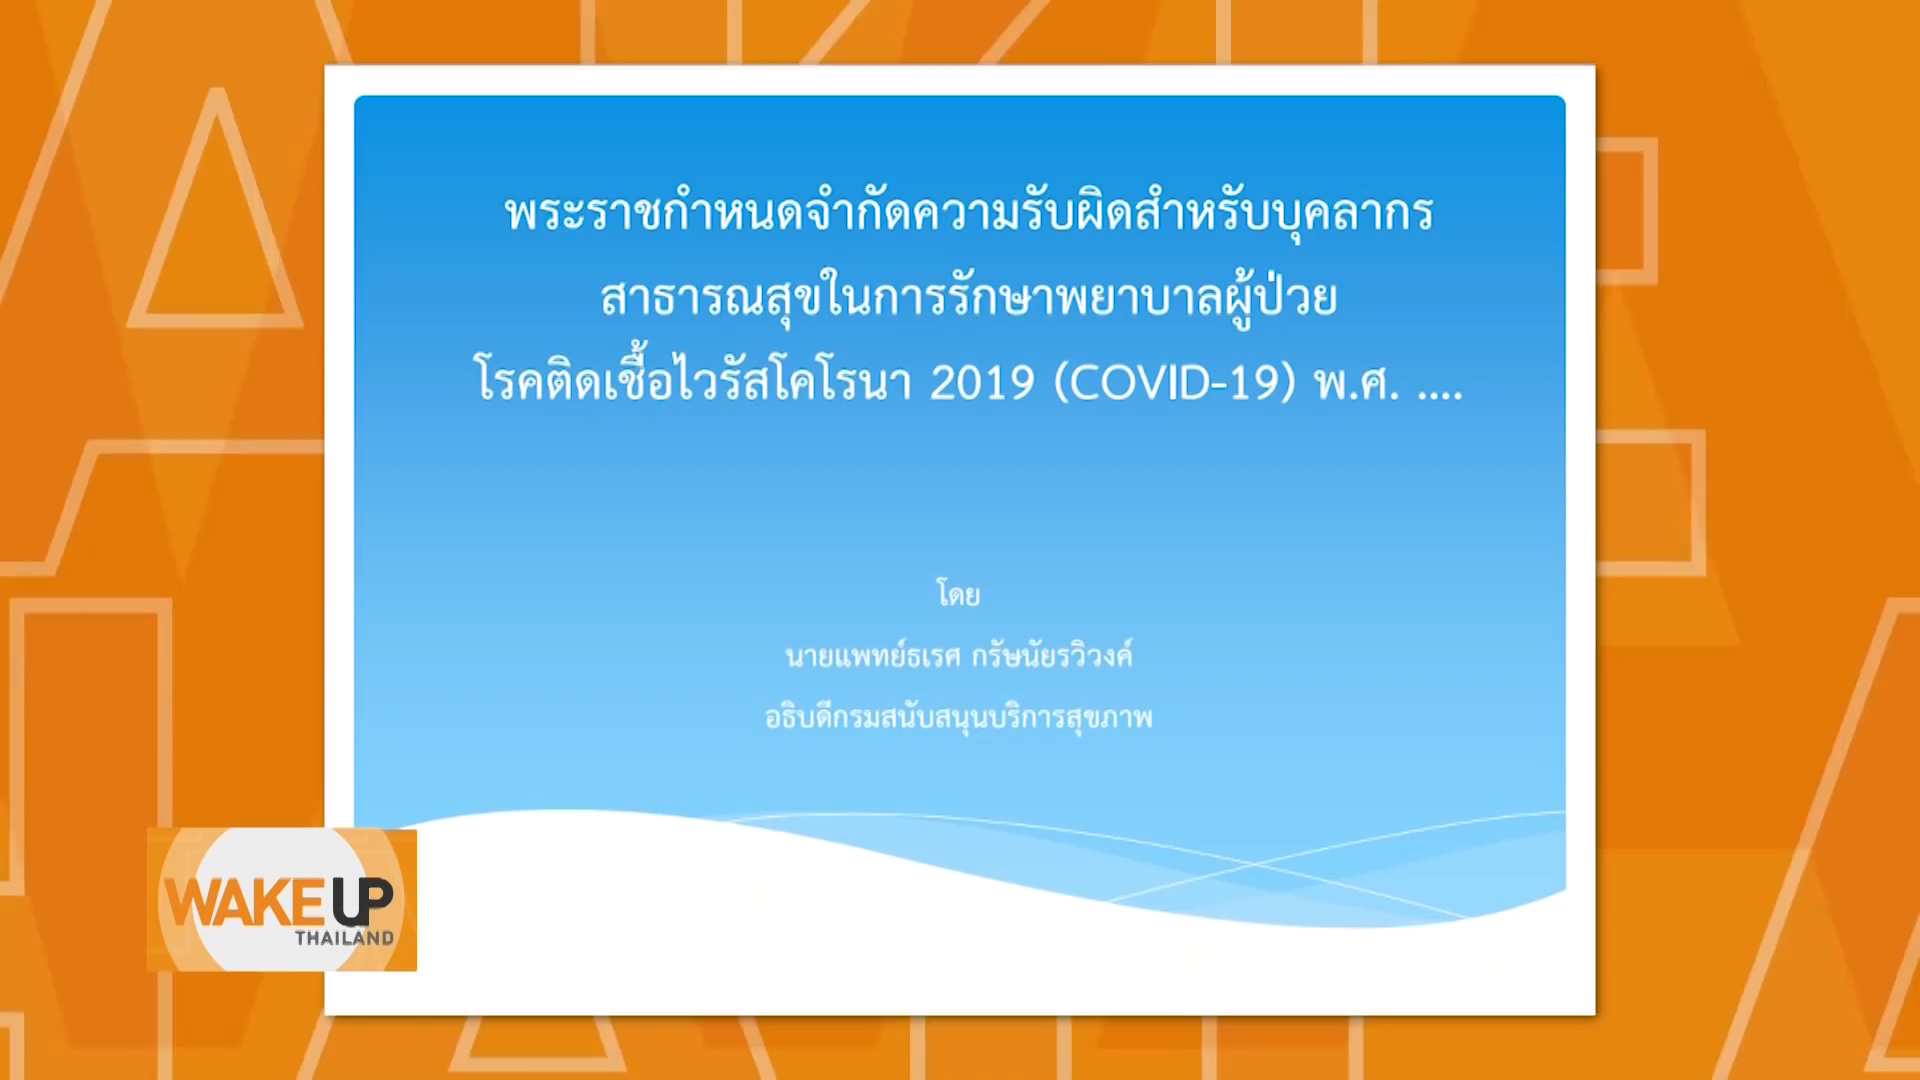 พระราชกำหนดจำกัดความรับผิดสำหรับบุคลากร
สาธารณสุขในการรักษาพยาบาลผู้ป่วย
โรคติดเชื้อไวรัสโคโรนา 2019 (COVID-19) พ.ศ. ....
โดย
นายแพทย์ธเรศ กรัษนัยรวิวงค์
อธิบดีกรมสนับสนุนบริการสุขภาพ
WAKE UP
THAILAND